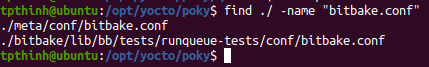 tpthinh@ubuntu:/opt/yocto/poky$ find ./ -name "bitbake.conf"
./meta/conf/bitbake.conf
./bitbake/lib/bb/tests/runqueue-tests/conf/bitbake.conf
tpthinh@ubuntu:/opt/yocto/poky$